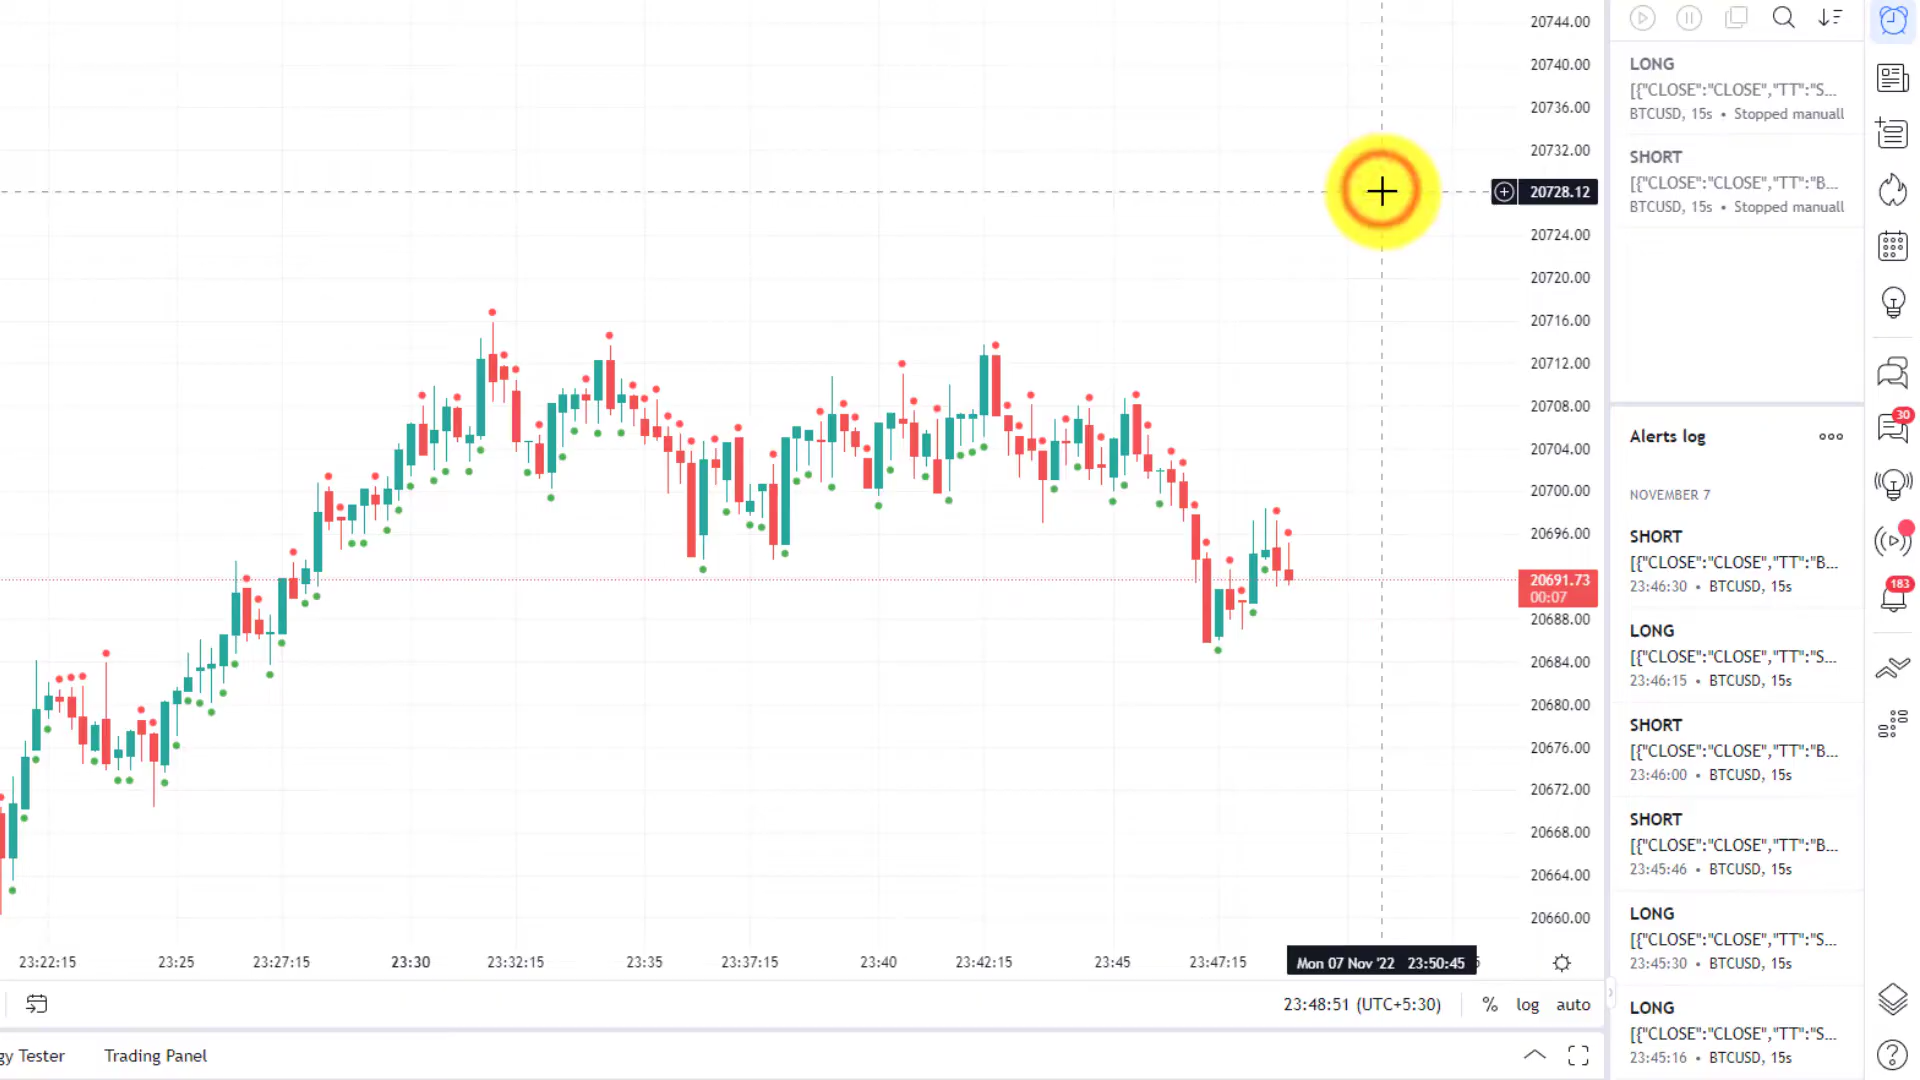 20744.00
20740.00
20736.00
20732.00
20728.12
20724.00
20720.00
20716.00
20712.00
20708.00
20704.00
20700.00
20696.00
20691.73
00:07
20688.00
20684.00
20680.00
20676.00
20672.00
20668.00
20664.00
20660.00
23:22:15
23:25
23:27:15
23:30
23:32:15
23:35
23:37:15
23:40
23:42:15
23:45
23:47:15
Mon 07 Nov '22 23:50:45
23:48:51 (UTC+5:30)
%
log
auto
gy Tester
Trading Panel
LONG
[{"CLOSE":"CLOSE","TT":"S...
BTCUSD, 15s • Stopped manuall
SHORT
[{"CLOSE":"CLOSE","TT":"B...
BTCUSD, 15s • Stopped manuall
Alerts log
NOVEMBER 7
SHORT
[{"CLOSE":"CLOSE","TT":"B...
23:46:30 • BTCUSD, 15s
LONG
[{"CLOSE":"CLOSE","TT":"S...
23:46:15 • BTCUSD, 15s
SHORT
[{"CLOSE":"CLOSE","TT":"B...
23:46:00 • BTCUSD, 15s
SHORT
[{"CLOSE":"CLOSE","TT":"B...
23:45:46 • BTCUSD, 15s
LONG
[{"CLOSE":"CLOSE","TT":"S...
23:45:30 • BTCUSD, 15s
LONG
[{"CLOSE":"CLOSE","TT":"S...
23:45:16 • BTCUSD, 15s
30
183